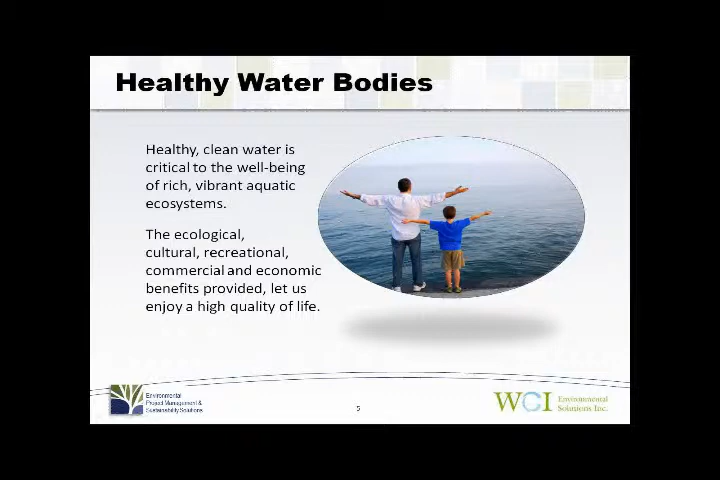 Healthy Water Bodies
Healthy, clean water is
critical to the well-being
of rich, vibrant aquatic
ecosystems.
The ecological,
cultural, recreational,
commercial and economic
benefits provided, let us
enjoy a high quality of life.
Environmental
Project Management &
Sustainability Solutions
5
WCI
Environmental
Solutions Inc.